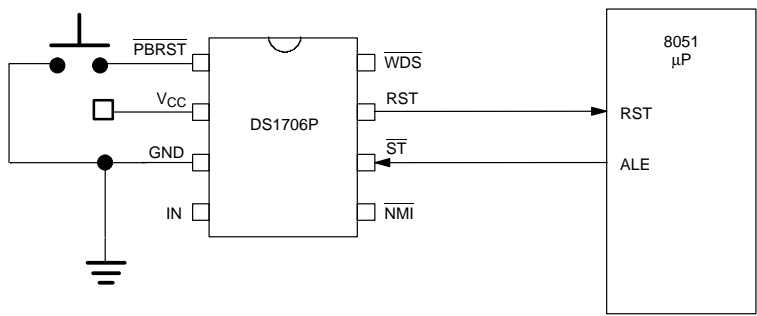 PBRST
WDS
8051
μP
VCC
RST
DS1706P
RST
GND
ST
ALE
IN
NMI